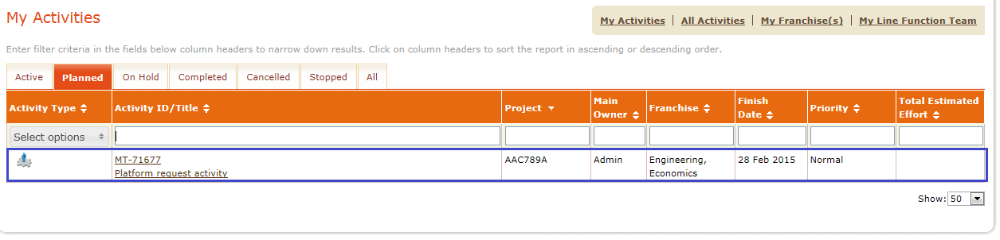 My Activities
My Activities | All Activities | My Franchise(s) | My Line Function Team
Enter filter criteria in the fields below column headers to narrow down results. Click on column headers to sort the report in ascending or descending order.
Active Planned On Hold Completed Cancelled Stopped All
Activity Type Activity ID/Title Project Main Owner Franchise Finish Date Priority Total Estimated Effort
Select options
MT-71677 AAC789A Admin Engineering, 28 Feb 2015 Normal
Platform request activity Economics
Show: 50